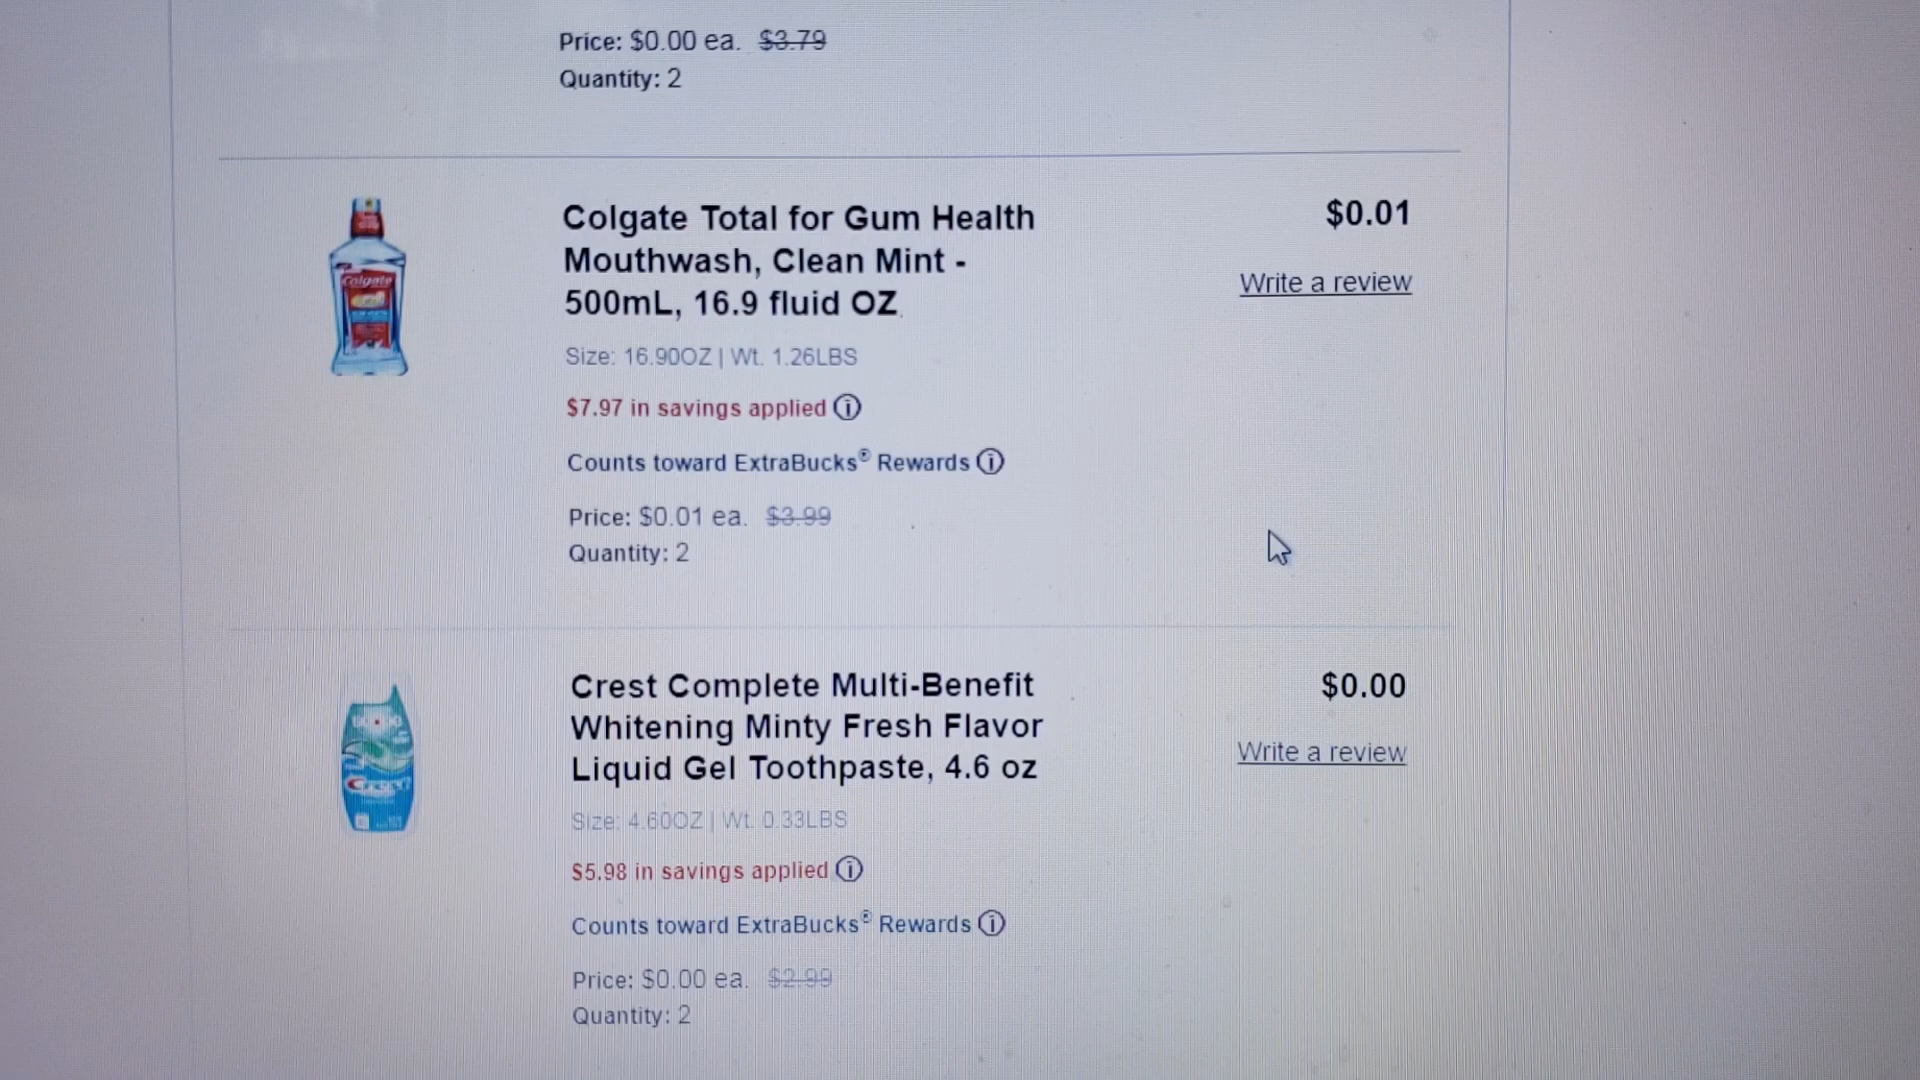 Price: $0.00 ea. $3.79
Quantity: 2
Colgate Total for Gum Health
Mouthwash, Clean Mint -
500mL, 16.9 fluid OZ
$0.01
Write a review
Size: 16.90OZ | Wt. 1.26LBS
$7.97 in savings applied
Counts toward ExtraBucks® Rewards
Price: $0.01 ea. $3.99
Quantity: 2
Colgate
Crest Complete Multi-Benefit
Whitening Minty Fresh Flavor
Liquid Gel Toothpaste, 4.6 oz
$0.00
Write a review
Size: 4.60OZ | Wt. 0.33LBS
$5.98 in savings applied
Counts toward ExtraBucks® Rewards
Price: $0.00 ea. $2.99
Quantity: 2
Crest